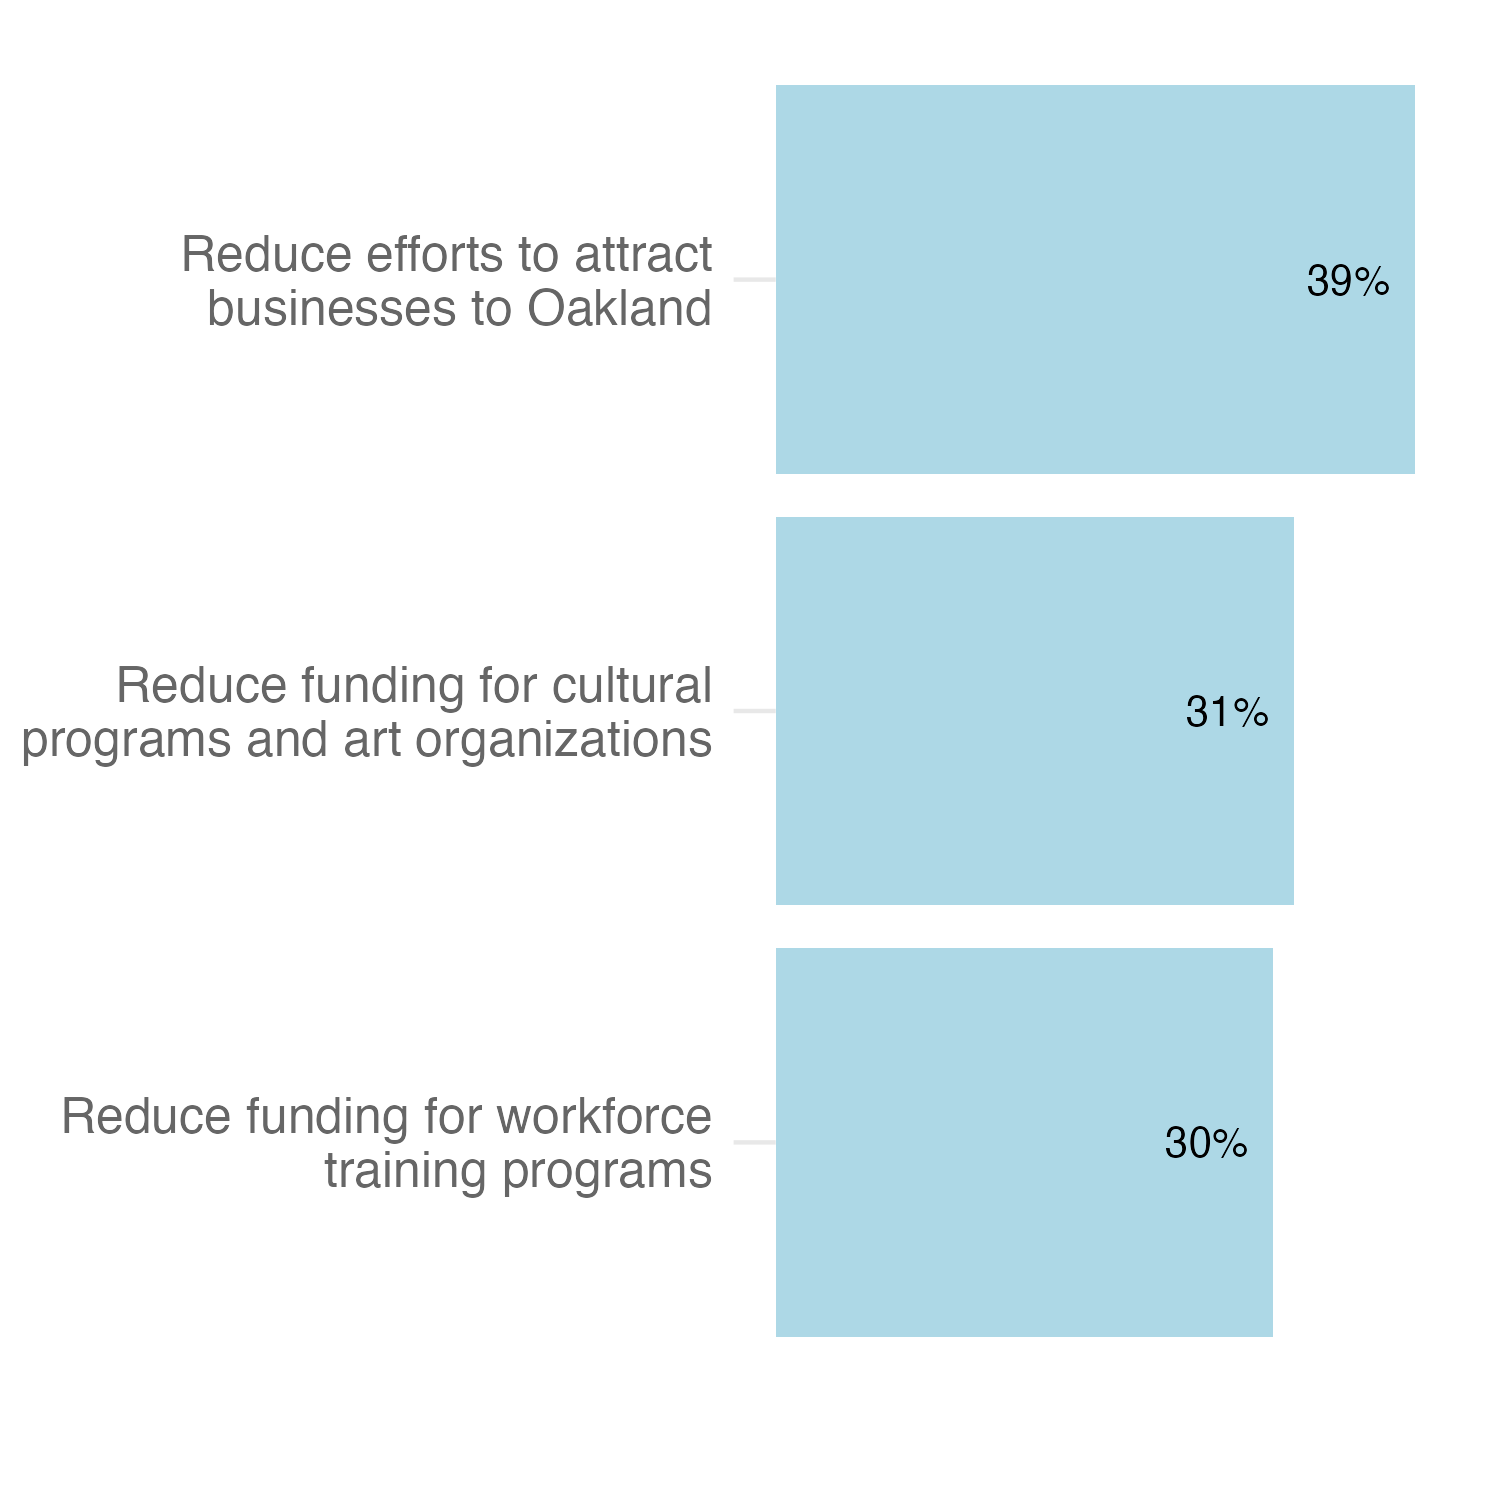 Reduce efforts to attract
businesses to Oakland
39%
Reduce funding for cultural
programs and art organizations
31%
Reduce funding for workforce
training programs
30%